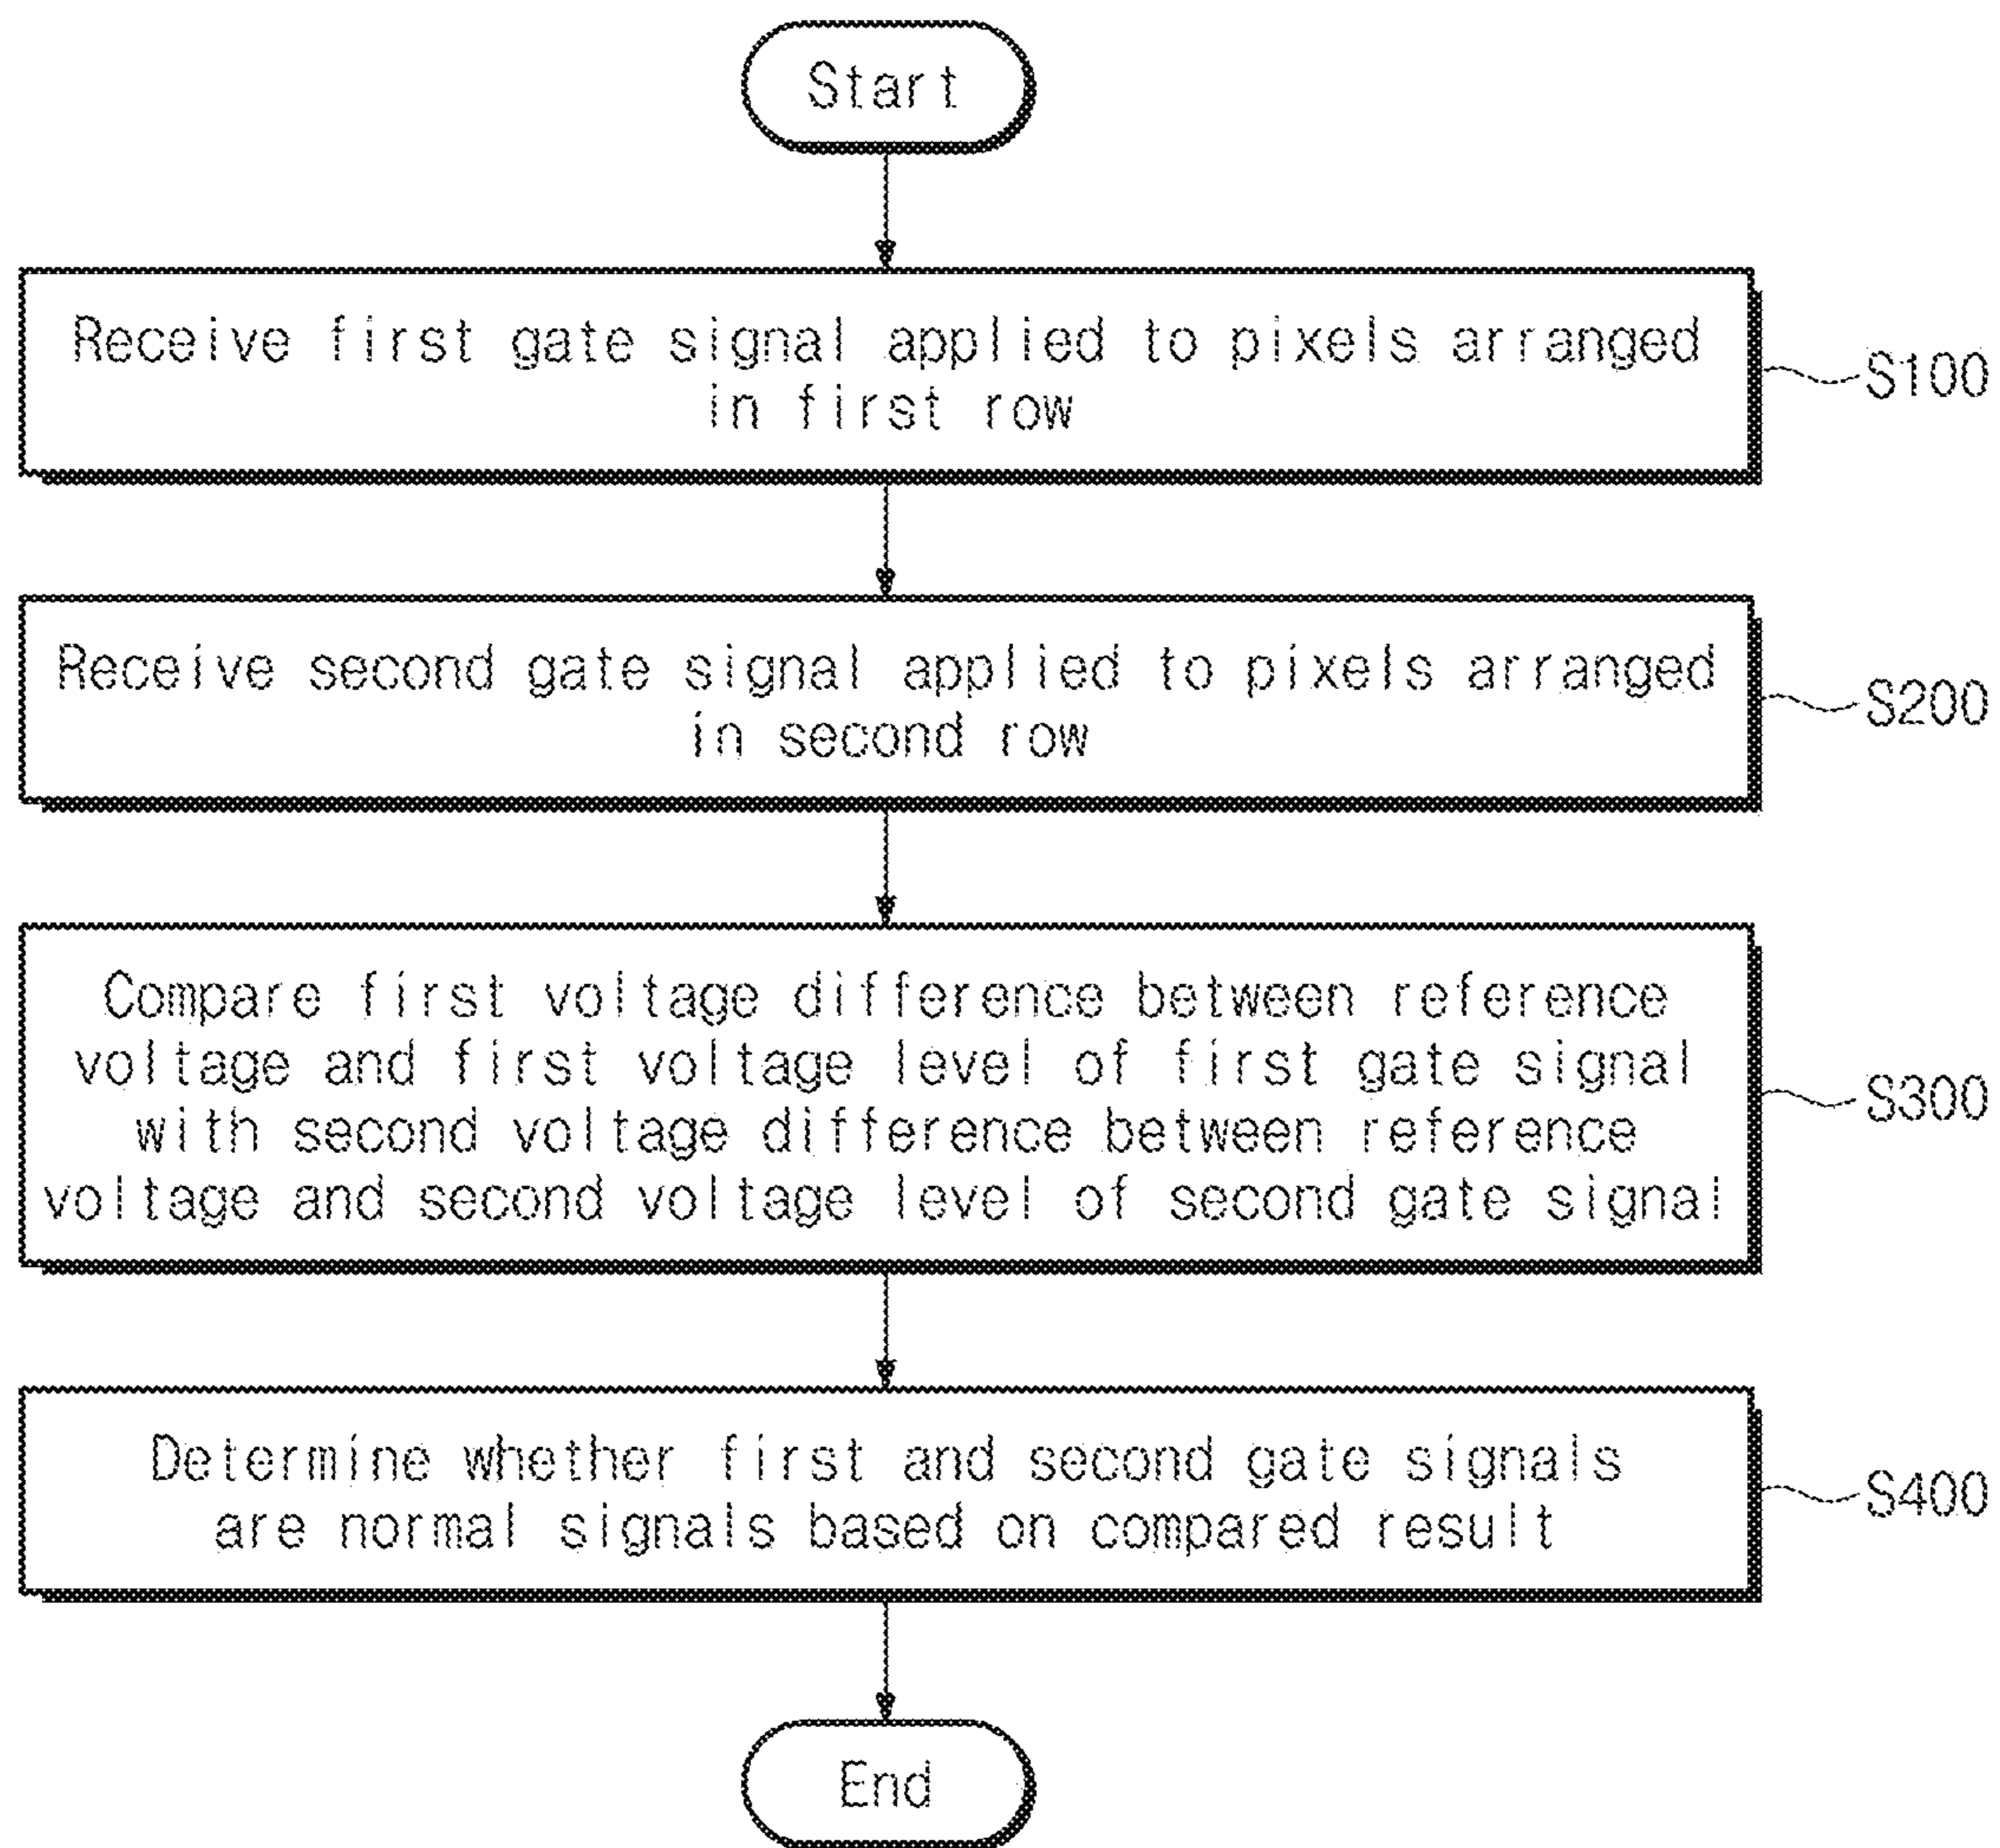 Start
Receive first gate signal applied to pixels arranged
in first row
S100
Receive second gate signal applied to pixels arranged
in second row
S200
Compare first voltage difference between reference
voltage and first voltage level of first gate signal
with second voltage difference between reference
voltage and second voltage level of second gate signal
S300
Determine whether first and second gate signals
are normal signals based on compared result
S400
End